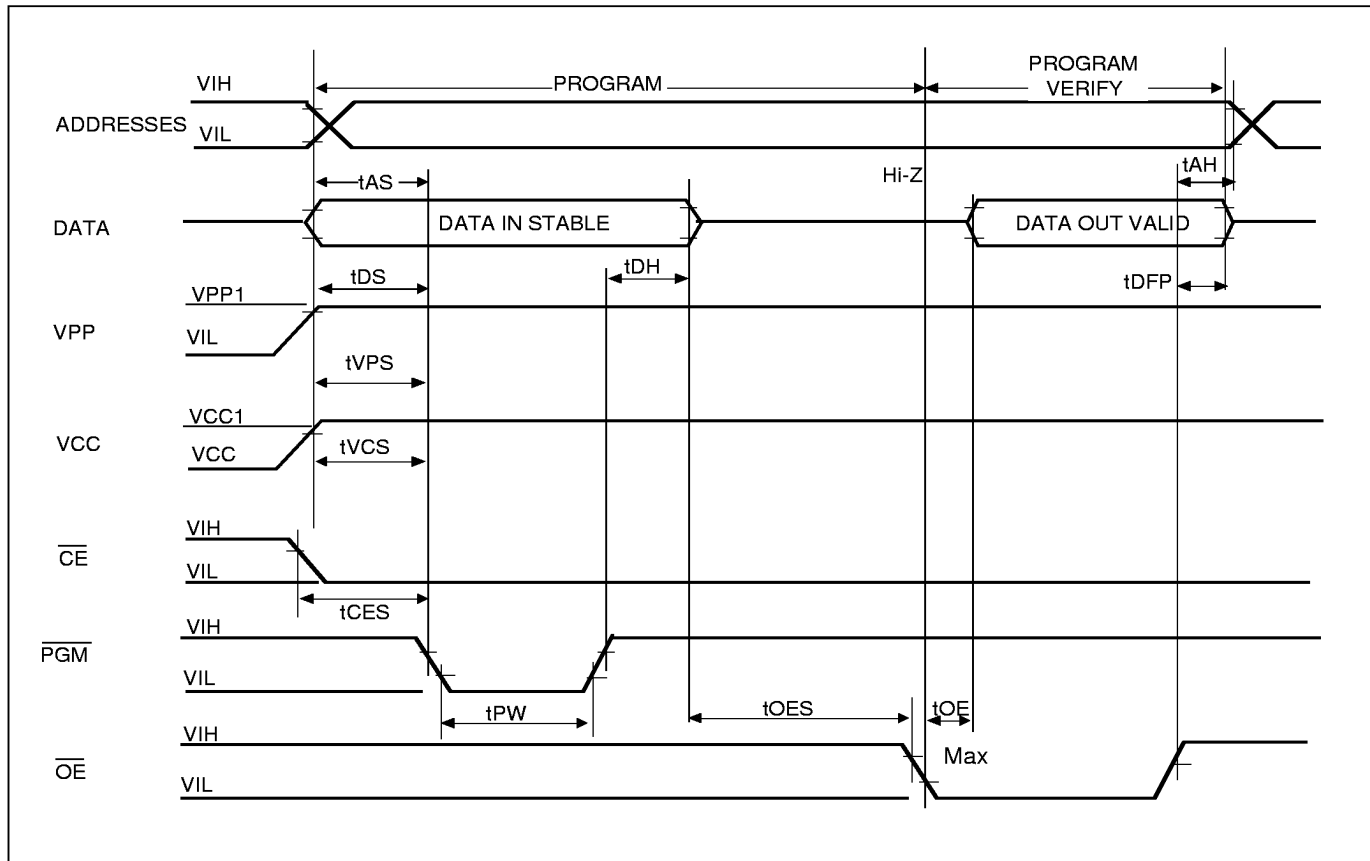 PROGRAM
PROGRAM
VERIFY
VIH
ADDRESSES
VIL
tAS
Hi-Z
tAH
DATA
DATA IN STABLE
DATA OUT VALID
tDS
tDH
tDFP
VPP1
VPP
VIL
tVPS
VCC1
VCC
tVCS
VCC
VIH
CE
VIL
tCES
VIH
PGM
VIL
tPW
tOES
tOE
VIH
Max
OE
VIL